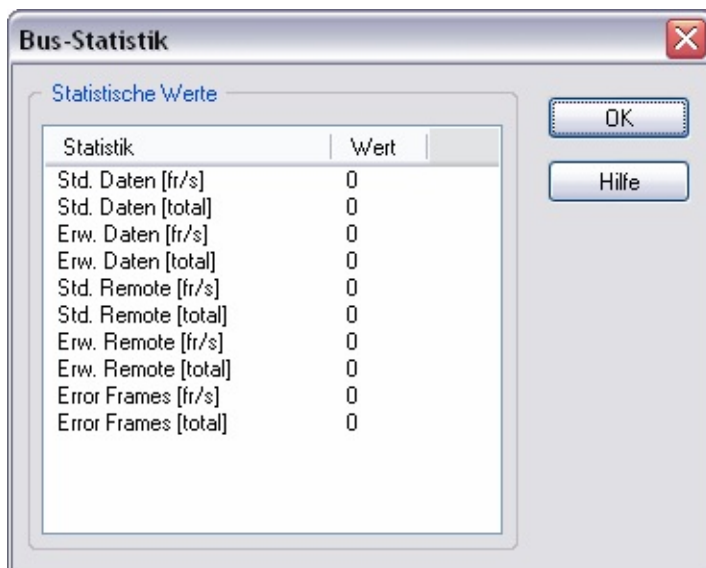 Bus-Statistik
Statistische Werte
OK
Hilfe
Statistik Wert
Std. Daten [fr/s] 0
Std. Daten [total] 0
Erw. Daten [fr/s] 0
Erw. Daten [total] 0
Std. Remote [fr/s] 0
Std. Remote [total] 0
Erw. Remote [fr/s] 0
Erw. Remote [total] 0
Error Frames [fr/s] 0
Error Frames [total] 0